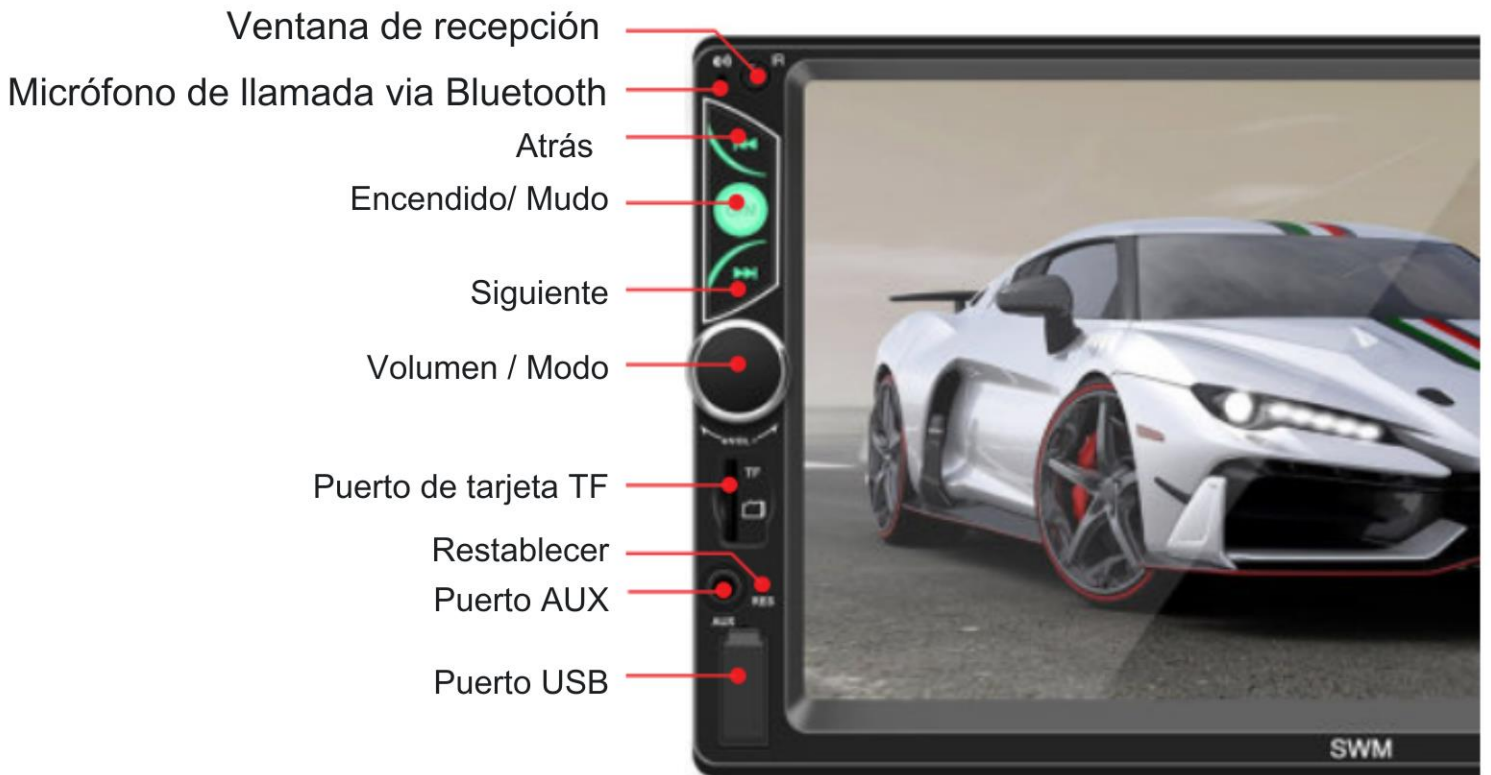 Ventana de recepción
IR
Micrófono de llamada via Bluetooth
Atrás
Encendido/ Mudo
Siguiente
Volumen / Modo
Puerto de tarjeta TF
TF
Restablecer
Puerto AUX
RES
AUX
Puerto USB
SWM